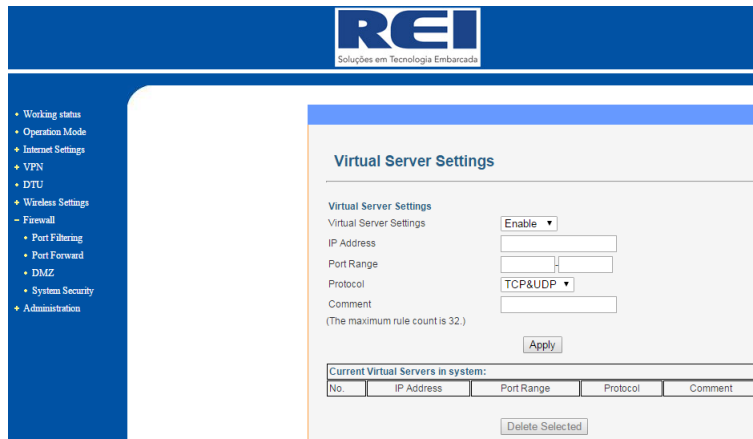 REI
Soluções em Tecnologia Embarcada
Working status
Operation Mode
Internet Settings
VPN
DTU
Wireless Settings
Firewall
Port Filtering
Port Forward
DMZ
System Security
Administration
Virtual Server Settings
Virtual Server Settings
Virtual Server Settings Enable
IP Address
Port Range -
Protocol TCP&UDP
Comment
(The maximum rule count is 32.)
Apply
Current Virtual Servers in system:
No. IP Address Port Range Protocol Comment
Delete Selected